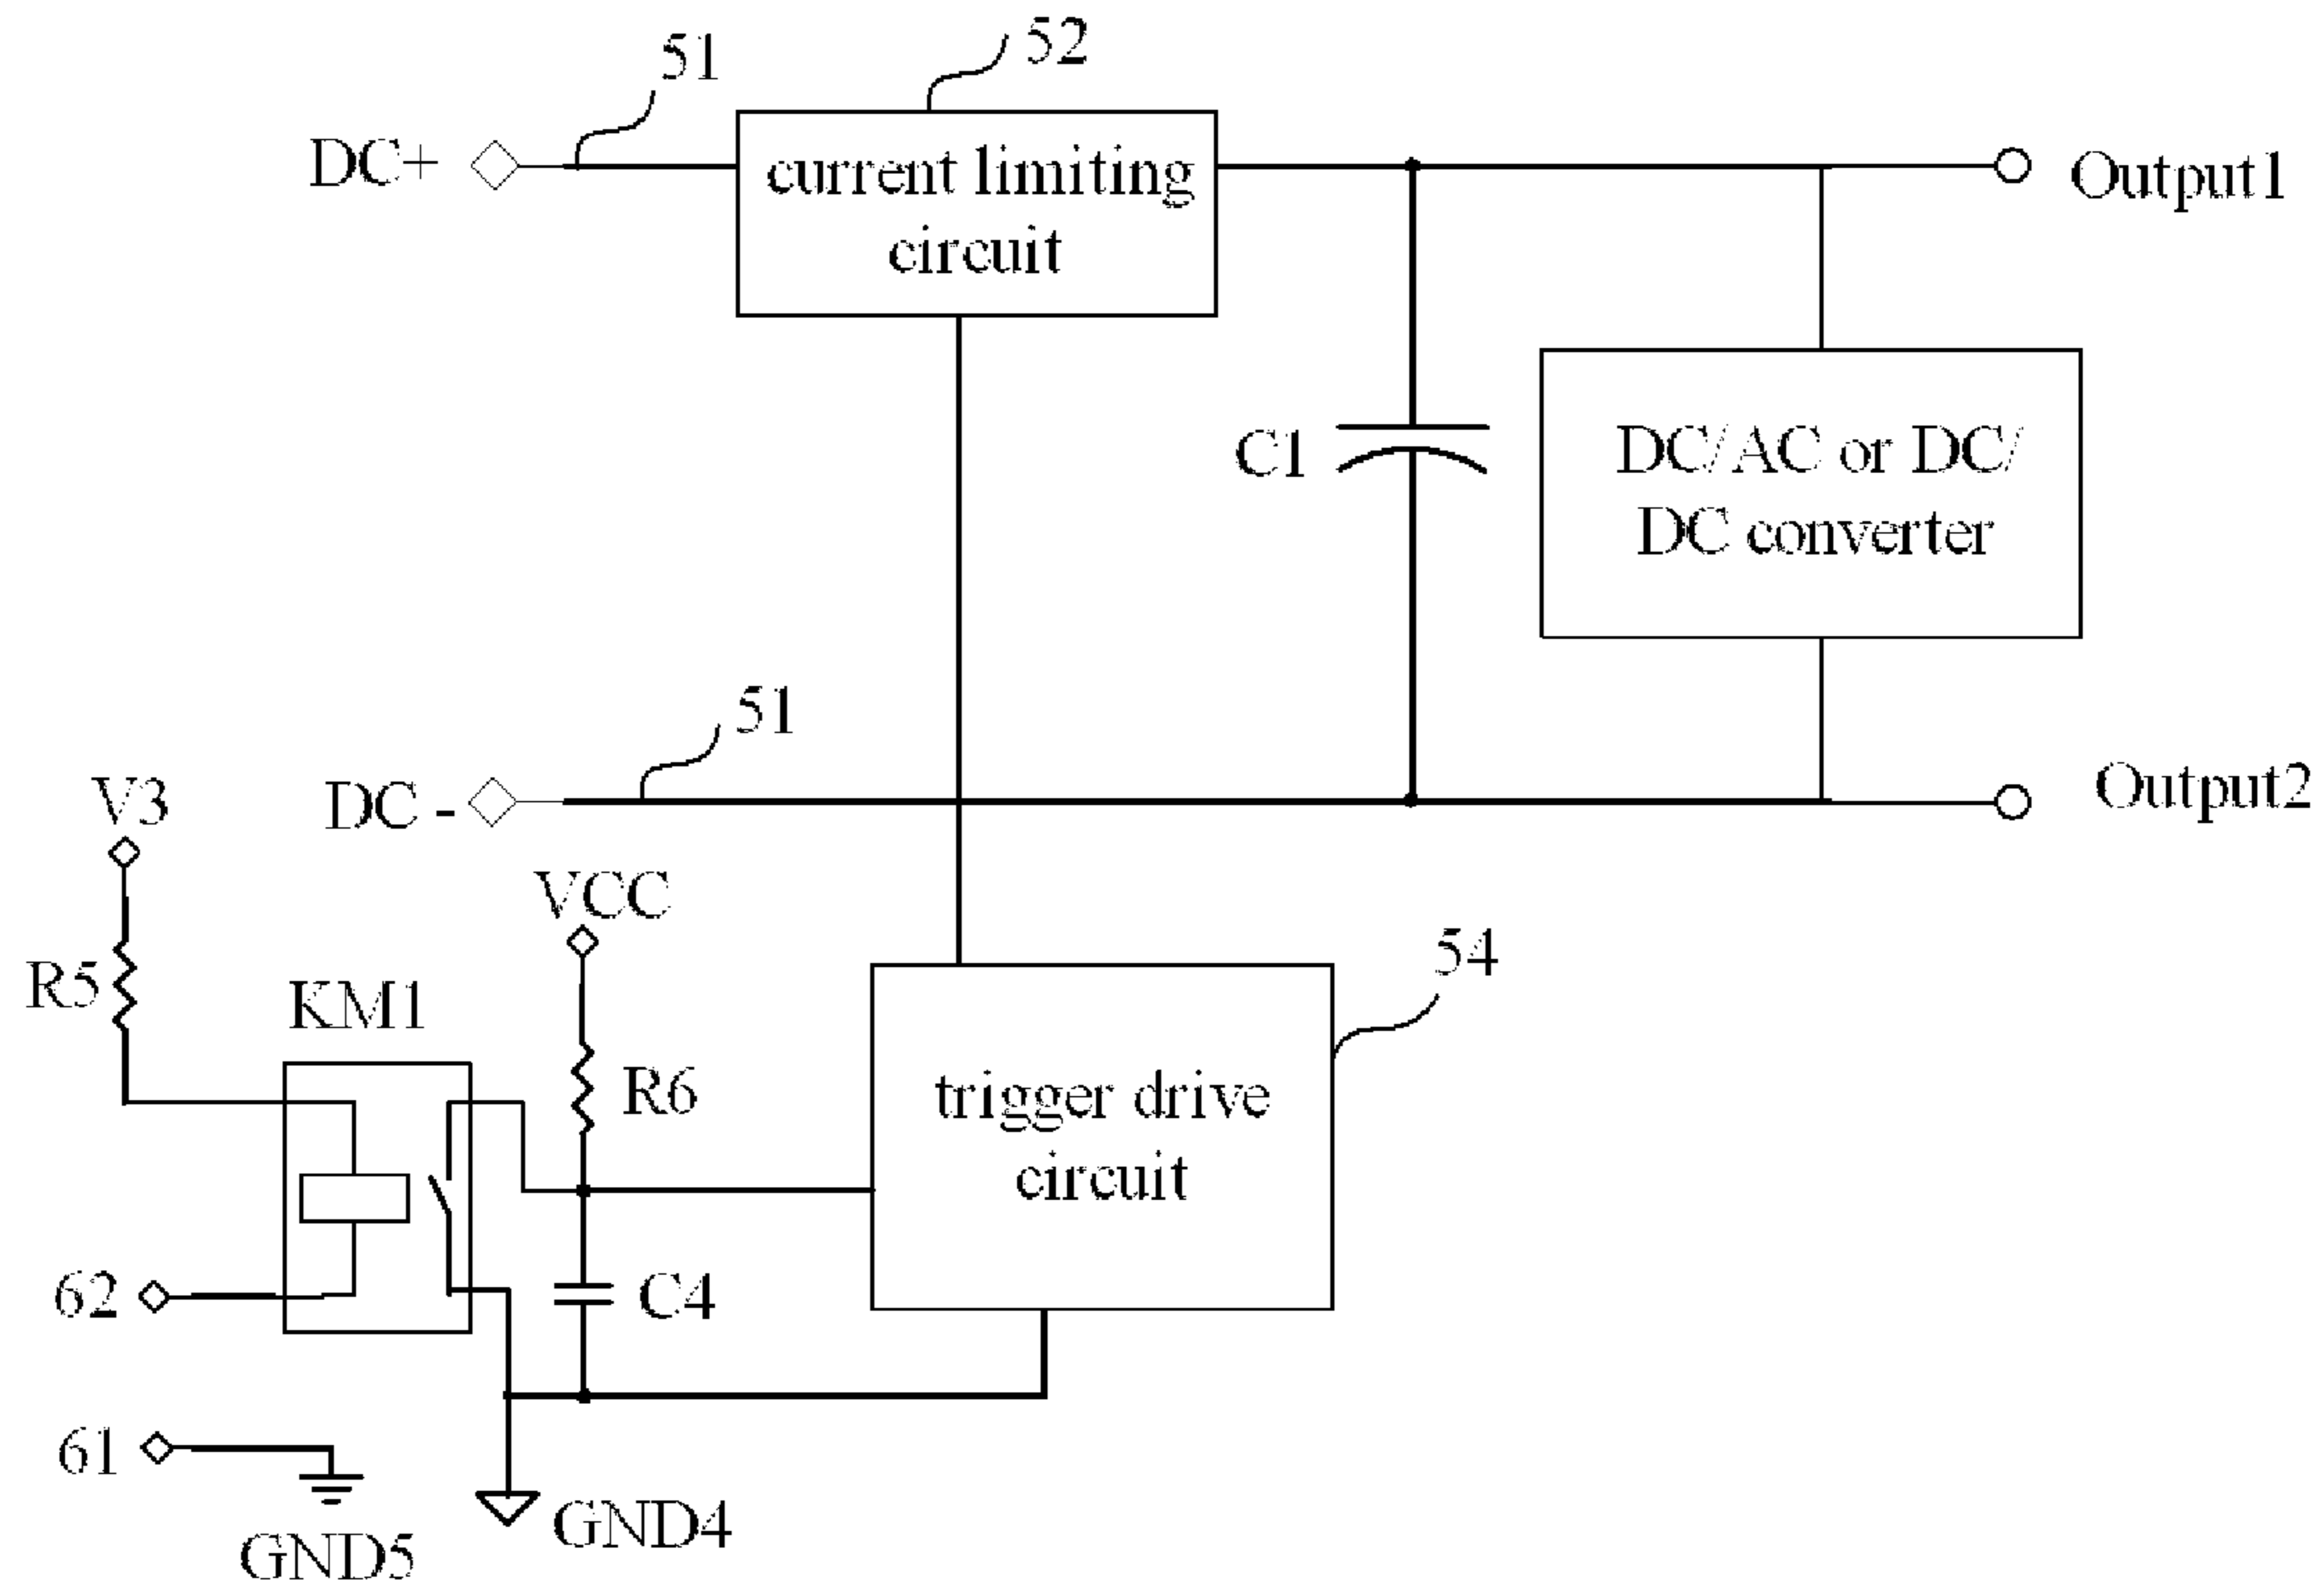 52
51
DC+
current limiting
circuit
Output1
C1
DC/AC or DC/
DC converter
51
V3
DC -
Output2
VCC
54
R5
KM1
R6
trigger drive
circuit
62
C4
61
GND4
GND5